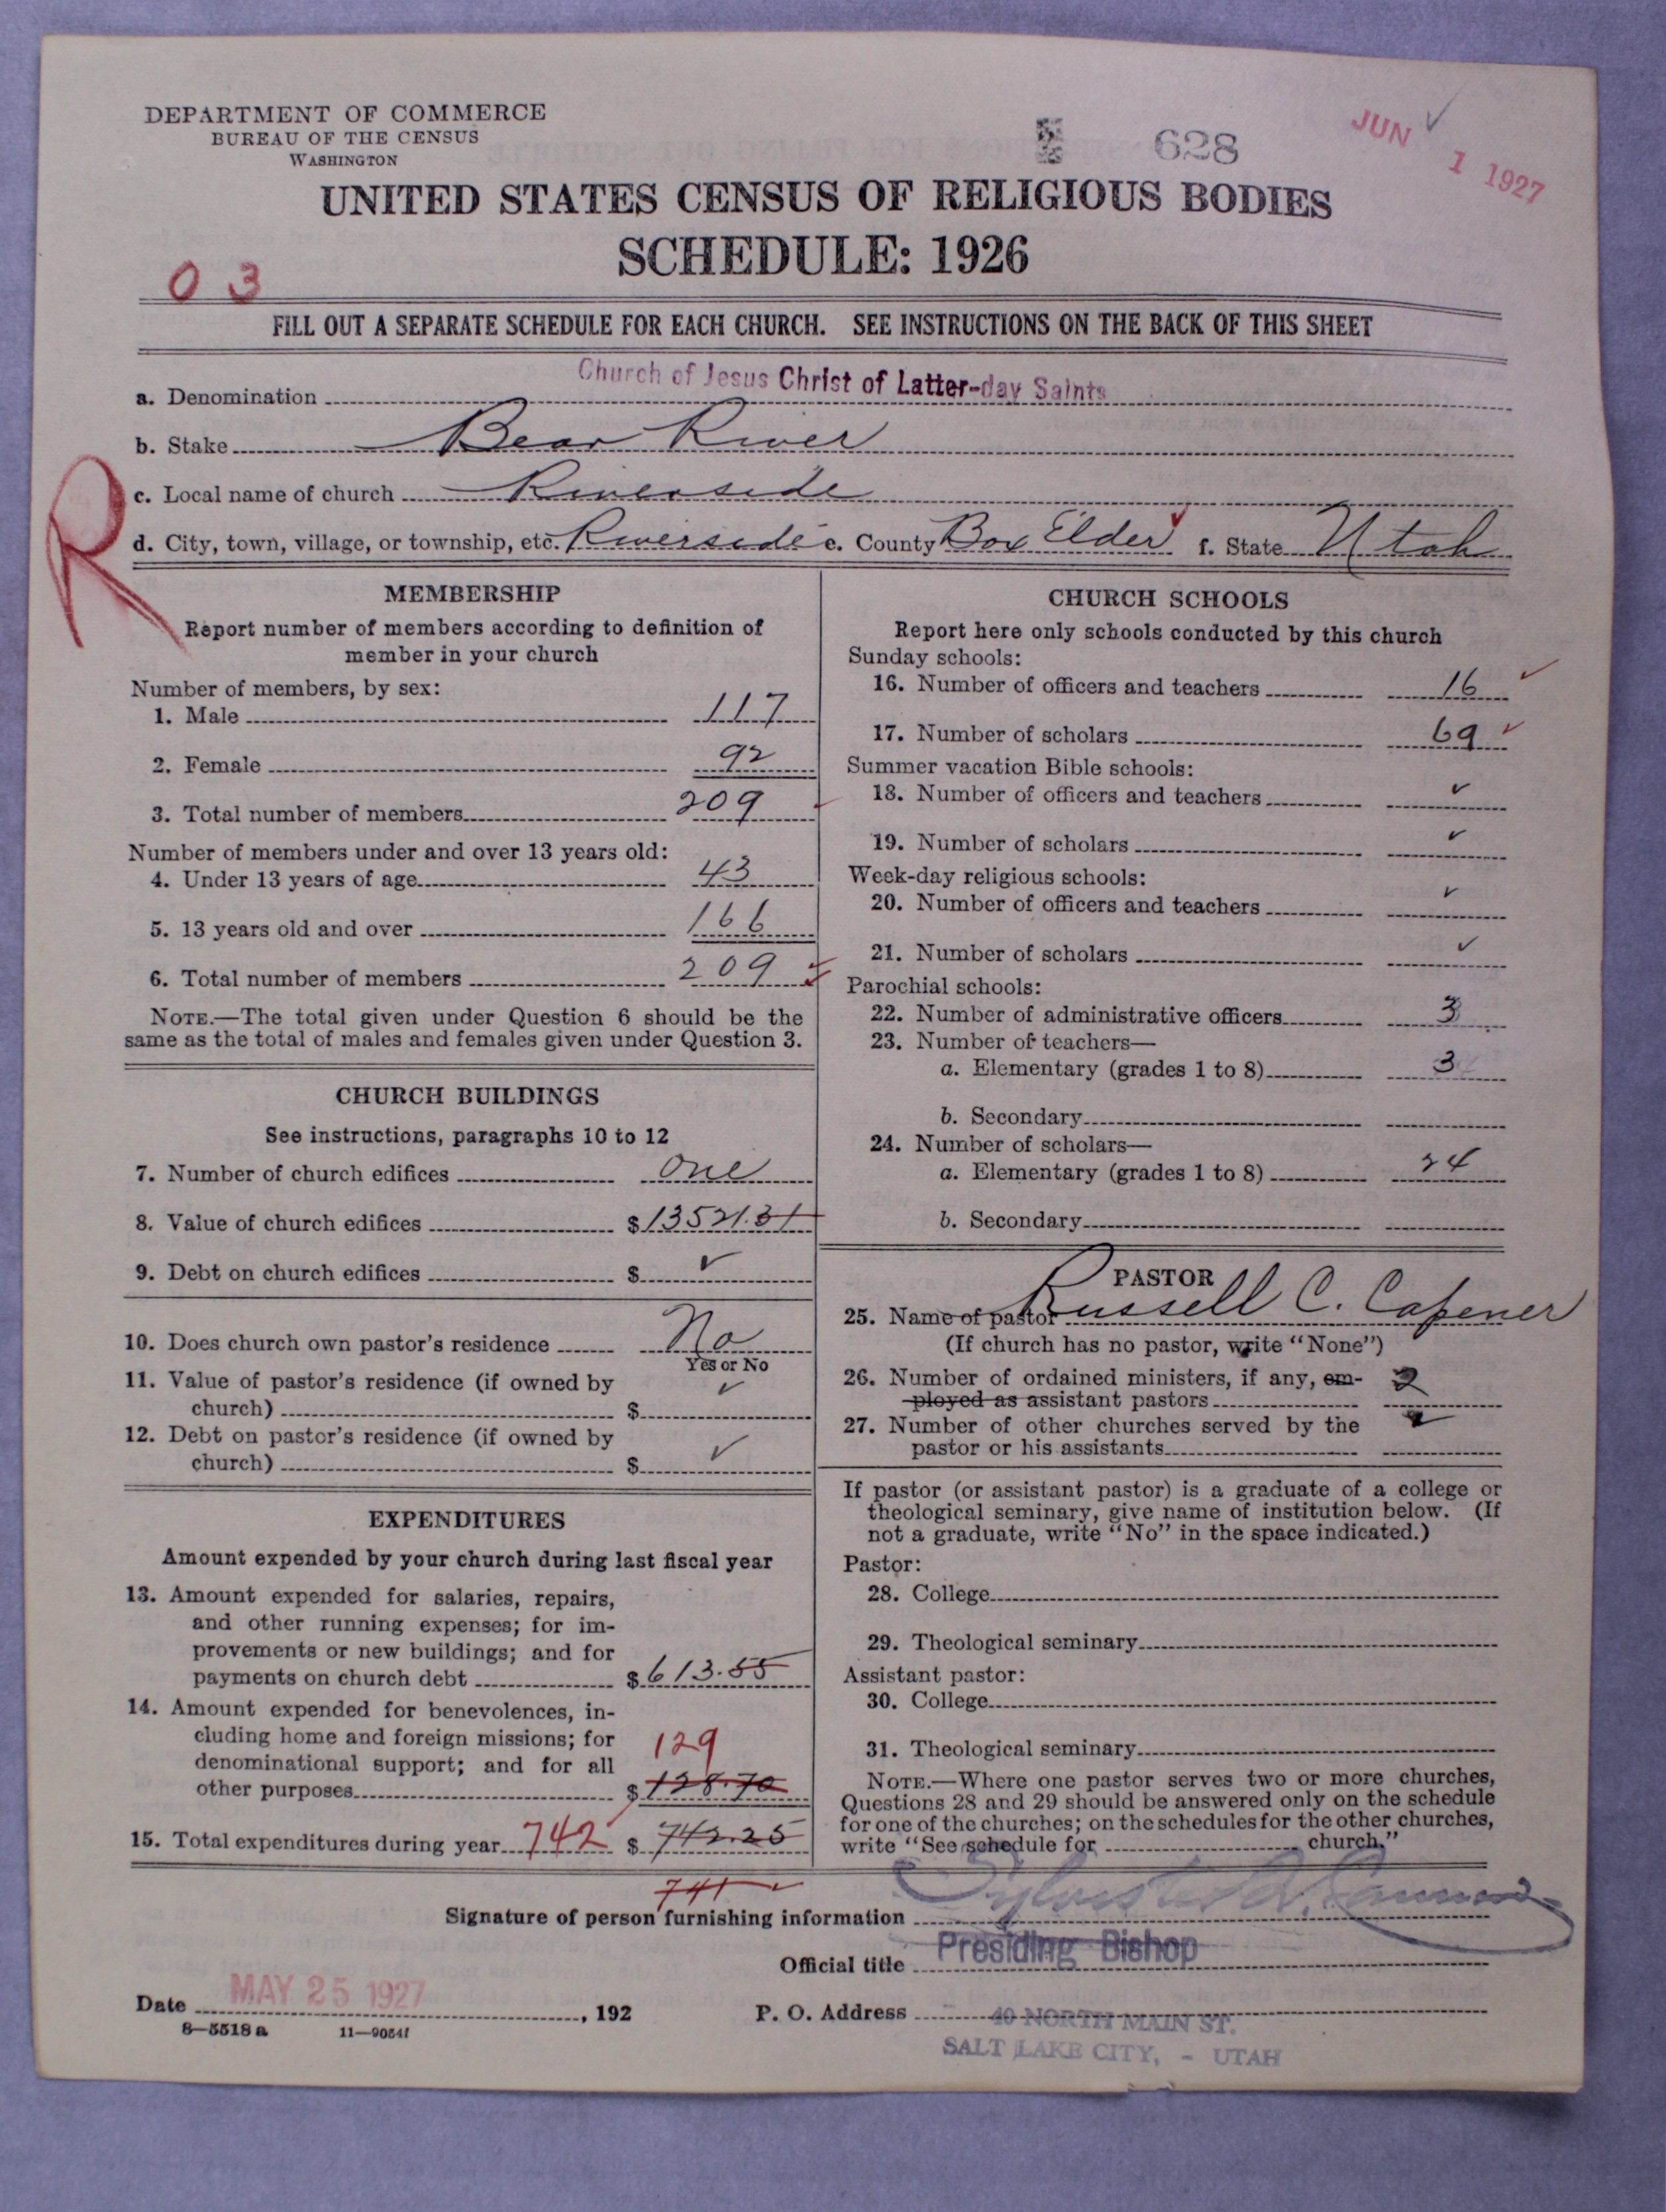 DEPARTMENT OF COMMERCE
BUREAU OF THE CENSUS
WASHINGTON
628
JUN 1 1927
UNITED STATES CENSUS OF RELIGIOUS BODIES
SCHEDULE: 1926
03
FILL OUT A SEPARATE SCHEDULE FOR EACH CHURCH. SEE INSTRUCTIONS ON THE BACK OF THIS SHEET
a. Denomination Church of Jesus Christ of Latter-day Saints
b. Stake Bear River
c. Local name of church Riverside
R
d. City, town, village, or township, etc. Riverside e. County Box Elder f. State Utah
MEMBERSHIP
Report number of members according to definition of
member in your church
Number of members, by sex:
1. Male 117
2. Female 92
3. Total number of members 209
Number of members under and over 13 years old:
4. Under 13 years of age 43
5. 13 years old and over 166
6. Total number of members 209
NOTE.—The total given under Question 6 should be the
same as the total of males and females given under Question 3.
CHURCH BUILDINGS
See instructions, paragraphs 10 to 12
7. Number of church edifices one
8. Value of church edifices $13521.31
9. Debt on church edifices $ ✓
10. Does church own pastor's residence No
Yes or No
11. Value of pastor's residence (if owned by
church) $ ✓
12. Debt on pastor's residence (if owned by
church) $ ✓
EXPENDITURES
Amount expended by your church during last fiscal year
13. Amount expended for salaries, repairs,
and other running expenses; for im-
provements or new buildings; and for
payments on church debt $613.55
14. Amount expended for benevolences, in-
cluding home and foreign missions; for
denominational support; and for all 129
other purposes $128.70
15. Total expenditures during year 742 $742.25
741
CHURCH SCHOOLS
Report here only schools conducted by this church
Sunday schools:
16. Number of officers and teachers 16
17. Number of scholars 69
Summer vacation Bible schools:
18. Number of officers and teachers ✓
19. Number of scholars ✓
Week-day religious schools:
20. Number of officers and teachers ✓
21. Number of scholars ✓
Parochial schools:
22. Number of administrative officers 3
23. Number of teachers—
a. Elementary (grades 1 to 8) 3
b. Secondary
24. Number of scholars—
a. Elementary (grades 1 to 8) 24
b. Secondary
PASTOR
25. Name of pastor Russell C. Capener
(If church has no pastor, write "None")
26. Number of ordained ministers, if any, em-
ployed as assistant pastors 2
27. Number of other churches served by the
pastor or his assistants
If pastor (or assistant pastor) is a graduate of a college or
theological seminary, give name of institution below. (If
not a graduate, write "No" in the space indicated.)
Pastor:
28. College
29. Theological seminary
Assistant pastor:
30. College
31. Theological seminary
NOTE.—Where one pastor serves two or more churches,
Questions 28 and 29 should be answered only on the schedule
for one of the churches; on the schedules for the other churches,
write "See schedule for church."
Signature of person furnishing information Sylvester Q. Cannon
Official title Presiding Bishop
Date MAY 25 1927, 192
P. O. Address 40 NORTH MAIN ST.
SALT LAKE CITY, - UTAH
8—5518 a 11—9054f